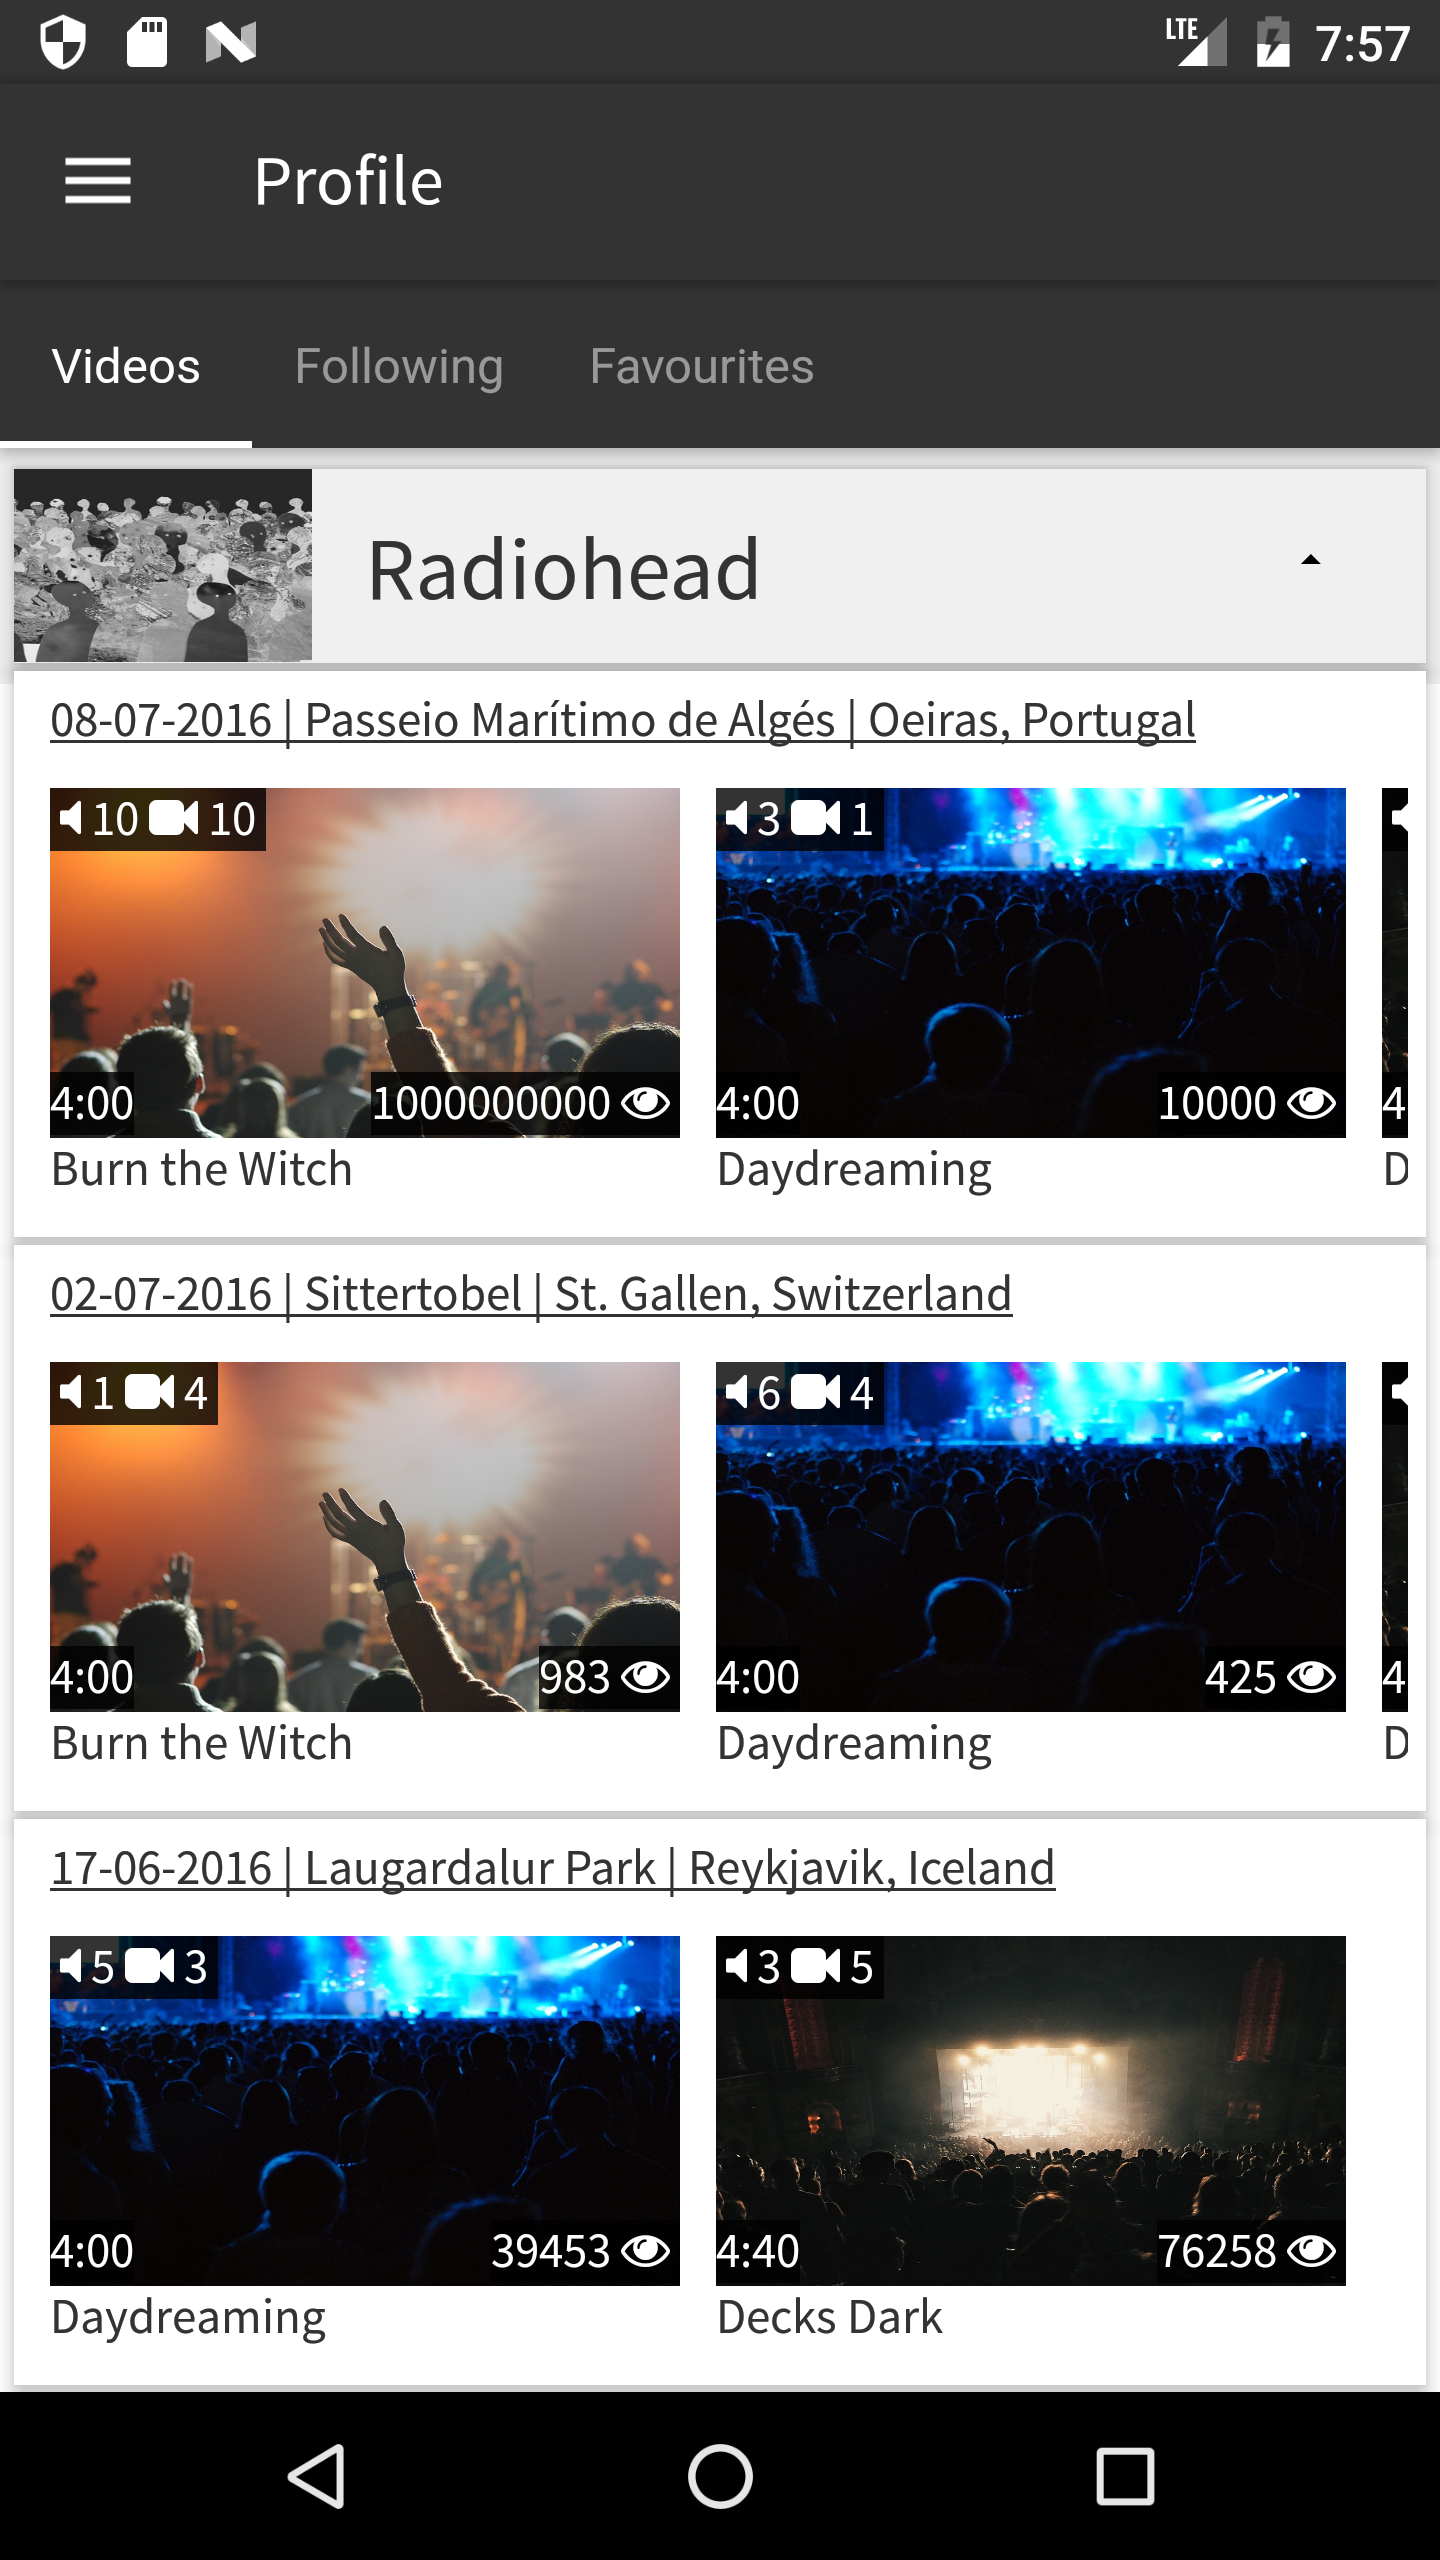 LTE 7:57
Profile
Videos Following Favourites
Radiohead
08-07-2016 | Passeio Marítimo de Algés | Oeiras, Portugal
10 10 3 1
4:00 1000000000 4:00 10000 4
Burn the Witch Daydreaming D
02-07-2016 | Sittertobel | St. Gallen, Switzerland
1 4 6 4
4:00 983 4:00 425 4
Burn the Witch Daydreaming D
17-06-2016 | Laugardalur Park | Reykjavik, Iceland
5 3 3 5
4:00 39453 4:40 76258
Daydreaming Decks Dark